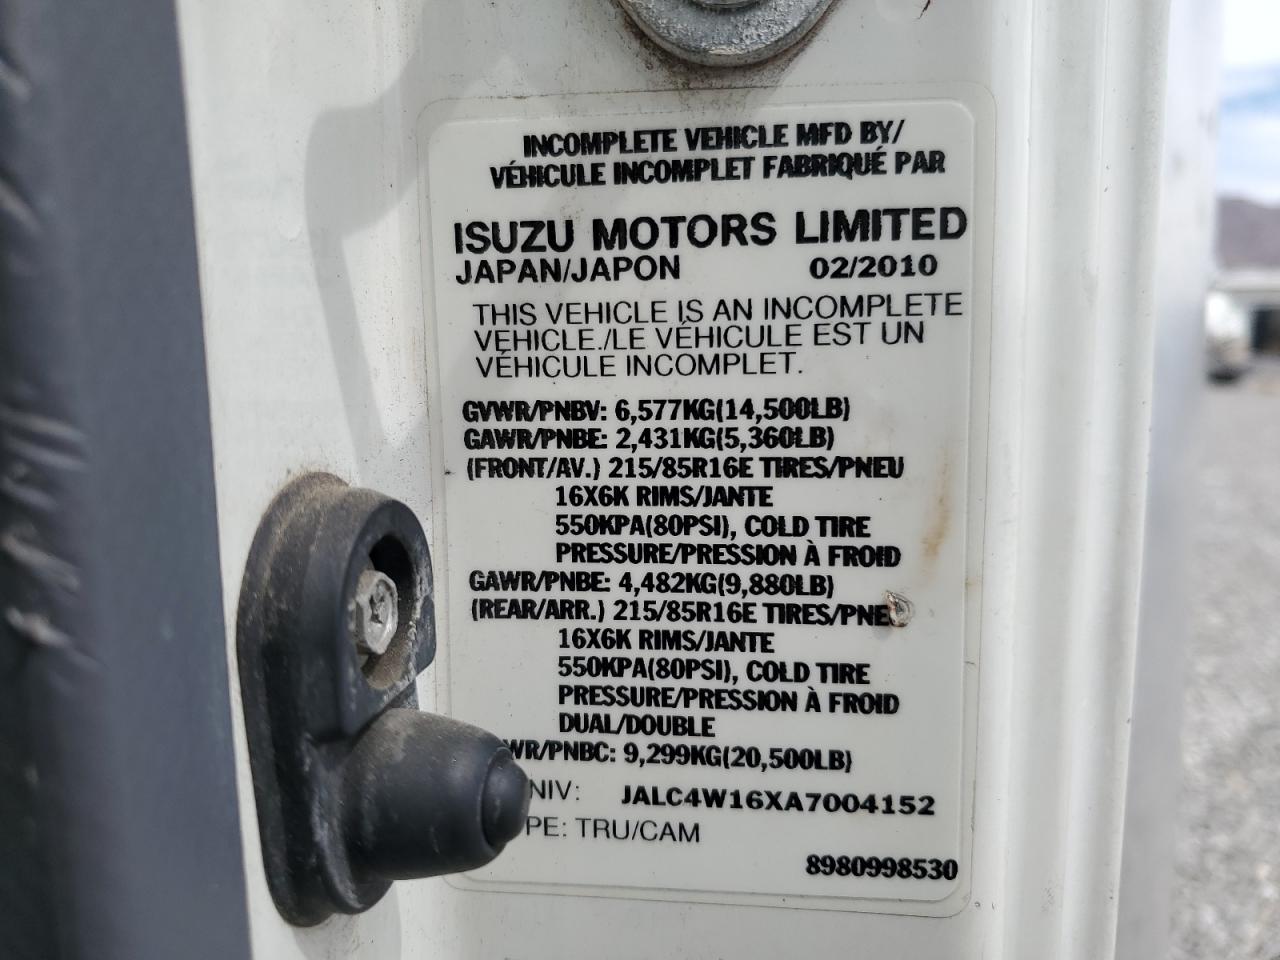 INCOMPLETE VEHICLE MFD BY/
VÉHICULE INCOMPLET FABRIQUÉ PAR
ISUZU MOTORS LIMITED
JAPAN/JAPON 02/2010
THIS VEHICLE IS AN INCOMPLETE
VEHICLE./LE VÉHICULE EST UN
VÉHICULE INCOMPLET.
GVWR/PNBV: 6,577KG(14,500LB)
GAWR/PNBE: 2,431KG(5,360LB)
(FRONT/AV.) 215/85R16E TIRES/PNEU
16X6K RIMS/JANTE
550KPA(80PSI), COLD TIRE
PRESSURE/PRESSION À FROID
GAWR/PNBE: 4,482KG(9,880LB)
(REAR/ARR.) 215/85R16E TIRES/PNE
16X6K RIMS/JANTE
550KPA(80PSI), COLD TIRE
PRESSURE/PRESSION À FROID
DUAL/DOUBLE
WR/PNBC: 9,299KG(20,500LB)
NIV: JALC4W16XA7004152
PE: TRU/CAM
8980998530